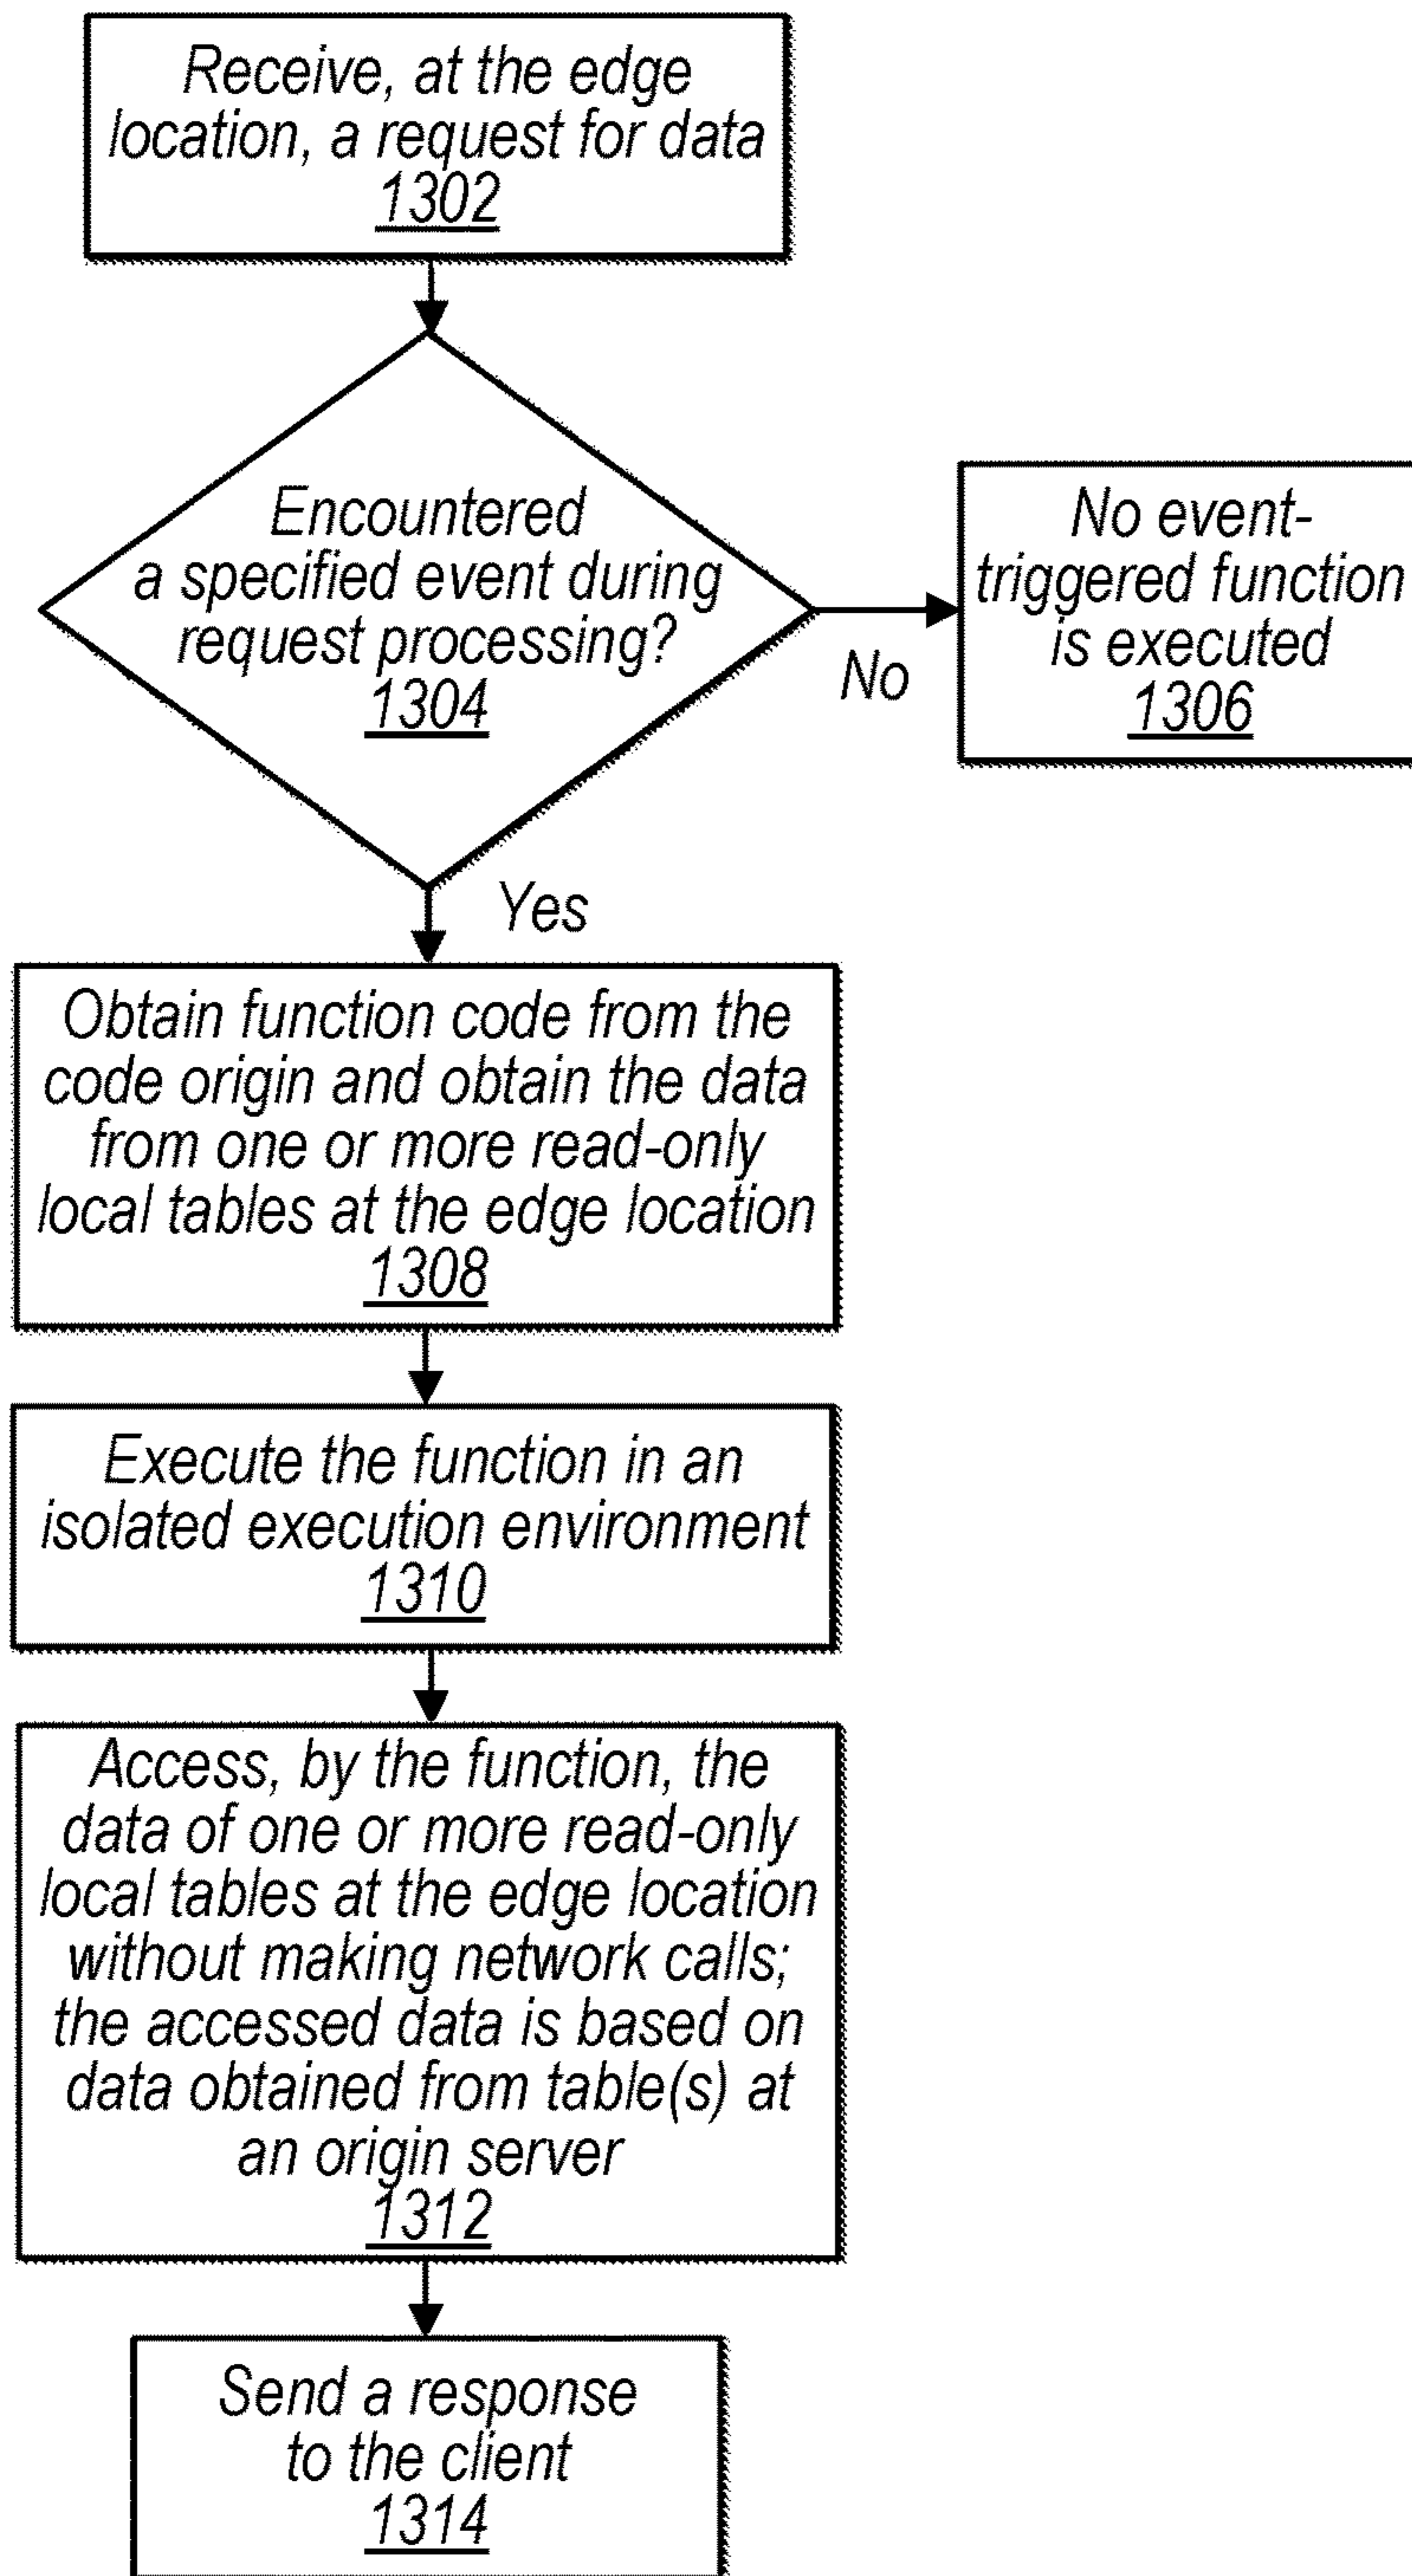 Receive, at the edge
location, a request for data
1302
Encountered
a specified event during
request processing?
1304
No
No event-
triggered function
is executed
1306
Yes
Obtain function code from the
code origin and obtain the data
from one or more read-only
local tables at the edge location
1308
Execute the function in an
isolated execution environment
1310
Access, by the function, the
data of one or more read-only
local tables at the edge location
without making network calls;
the accessed data is based on
data obtained from table(s) at
an origin server
1312
Send a response
to the client
1314